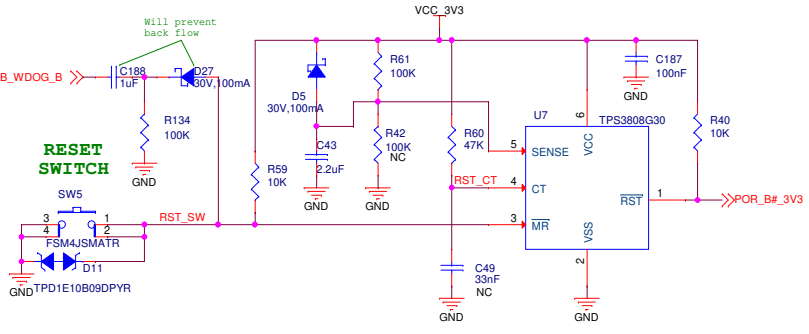 VCC_3V3
Will prevent
back flow
B_WDOG_B
C188
1uF
D27
30V,100mA
R134
100K
GND
RESET
SWITCH
SW5
3
1
4
2
FSM4JSMATR
D11
TPD1E10B09DPYR
GND
RST_SW
R59
10K
D5
30V,100mA
C43
2.2uF
GND
R61
100K
R42
100K
NC
GND
R60
47K
RST_CT
C49
33nF
NC
GND
U7
TPS3808G30
5
SENSE
4
CT
3
MR
6
VCC
VSS
2
RST
1
GND
C187
100nF
GND
R40
10K
POR_B#_3V3